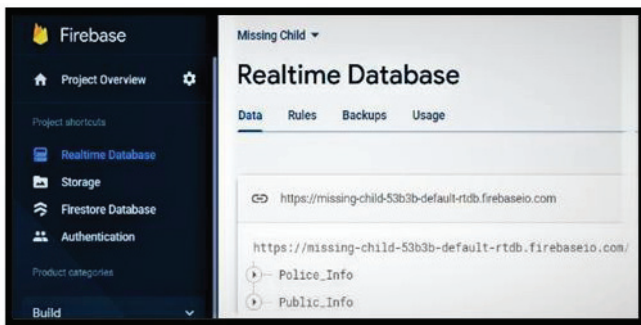 Firebase
Project Overview
Project shortcuts
Realtime Database
Storage
Firestore Database
Authentication
Product categories
Build
Missing Child
Realtime Database
Data Rules Backups Usage
https://missing-child-53b3b-default-rtdb.firebaseio.com
https://missing-child-53b3b-default-rtdb.firebaseio.com/
Police_Info
Public_Info